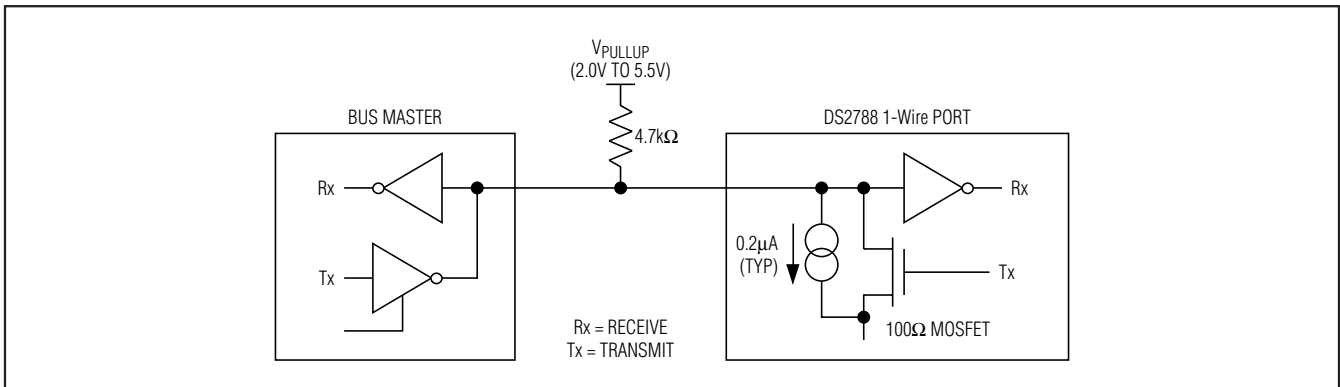 V_PULLUP
(2.0V TO 5.5V)
BUS MASTER
DS2788 1-Wire PORT
4.7kΩ
Rx
Rx
0.2μA
(TYP)
Tx
Tx
Rx = RECEIVE
Tx = TRANSMIT
100Ω MOSFET